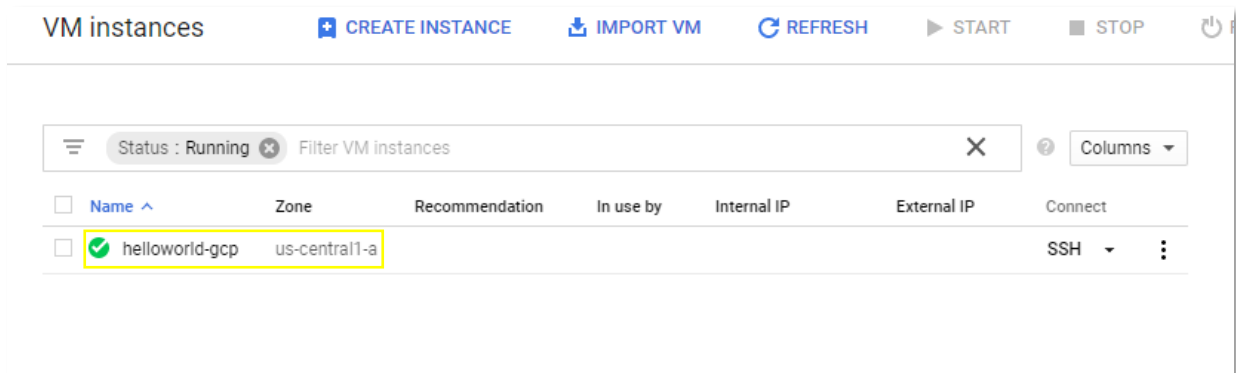 VM instances CREATE INSTANCE IMPORT VM REFRESH START STOP
Status : Running Filter VM instances Columns
Name Zone Recommendation In use by Internal IP External IP Connect
helloworld-gcp us-central1-a SSH